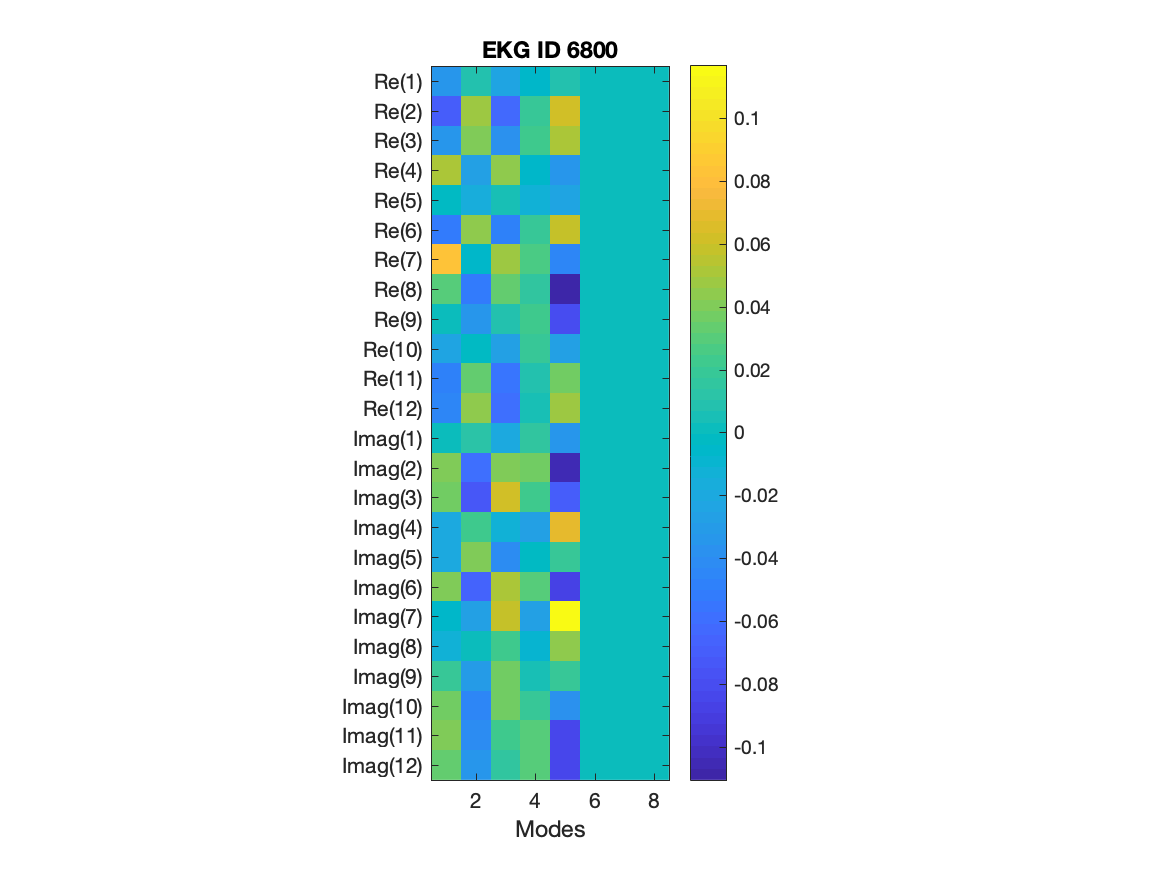 EKG ID 6800
Re(1)
Re(2)
Re(3)
Re(4)
Re(5)
Re(6)
Re(7)
Re(8)
Re(9)
Re(10)
Re(11)
Re(12)
Imag(1)
Imag(2)
Imag(3)
Imag(4)
Imag(5)
Imag(6)
Imag(7)
Imag(8)
Imag(9)
Imag(10)
Imag(11)
Imag(12)
2 4 6 8
Modes
0.1
0.08
0.06
0.04
0.02
0
-0.02
-0.04
-0.06
-0.08
-0.1